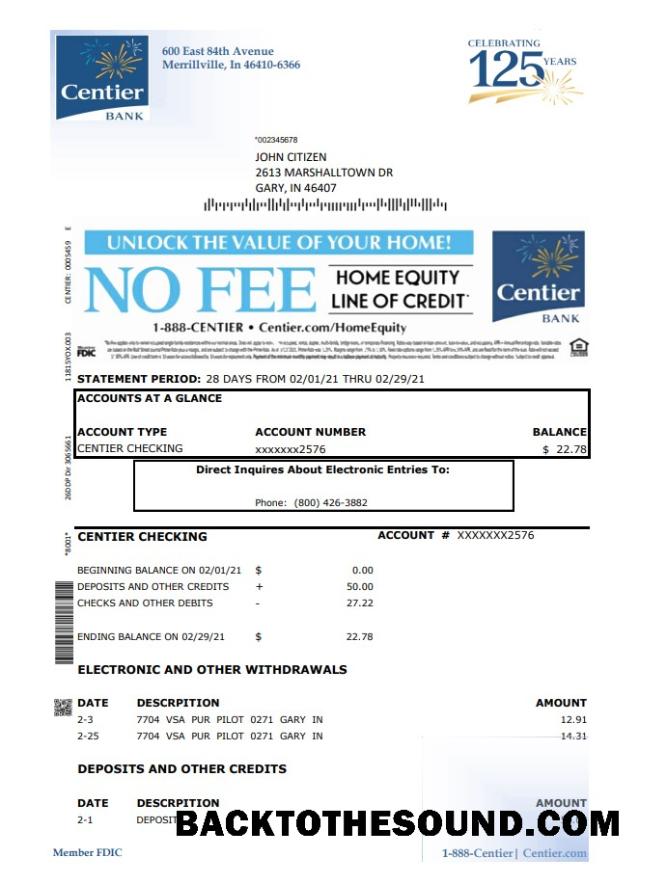 600 East 84th Avenue
Merrillville, In 46410-6366
Centier
BANK
CELEBRATING
125 YEARS
*002345678
JOHN CITIZEN
2613 MARSHALLTOWN DR
GARY, IN 46407
CENTIER: 0005459 E
UNLOCK THE VALUE OF YOUR HOME!
NO FEE
HOME EQUITY
LINE OF CREDIT*
Centier
BANK
1-888-CENTIER • Centier.com/HomeEquity
Member
FDIC
STATEMENT PERIOD: 28 DAYS FROM 02/01/21 THRU 02/29/21
ACCOUNTS AT A GLANCE
ACCOUNT TYPE ACCOUNT NUMBER BALANCE
CENTIER CHECKING xxxxxxx2576 $ 22.78
Direct Inquires About Electronic Entries To:
Phone: (800) 426-3882
*8001*
CENTIER CHECKING ACCOUNT # XXXXXXX2576
BEGINNING BALANCE ON 02/01/21 $ 0.00
DEPOSITS AND OTHER CREDITS + 50.00
CHECKS AND OTHER DEBITS - 27.22
ENDING BALANCE ON 02/29/21 $ 22.78
ELECTRONIC AND OTHER WITHDRAWALS
DATE DESCRPITION AMOUNT
2-3 7704 VSA PUR PILOT 0271 GARY IN 12.91
2-25 7704 VSA PUR PILOT 0271 GARY IN 14.31
DEPOSITS AND OTHER CREDITS
DATE DESCRPTION AMOUNT
2-1 DEPOSIT
BACKTOTHESOUND.COM
Member FDIC 1-888-Centier| Centier.com